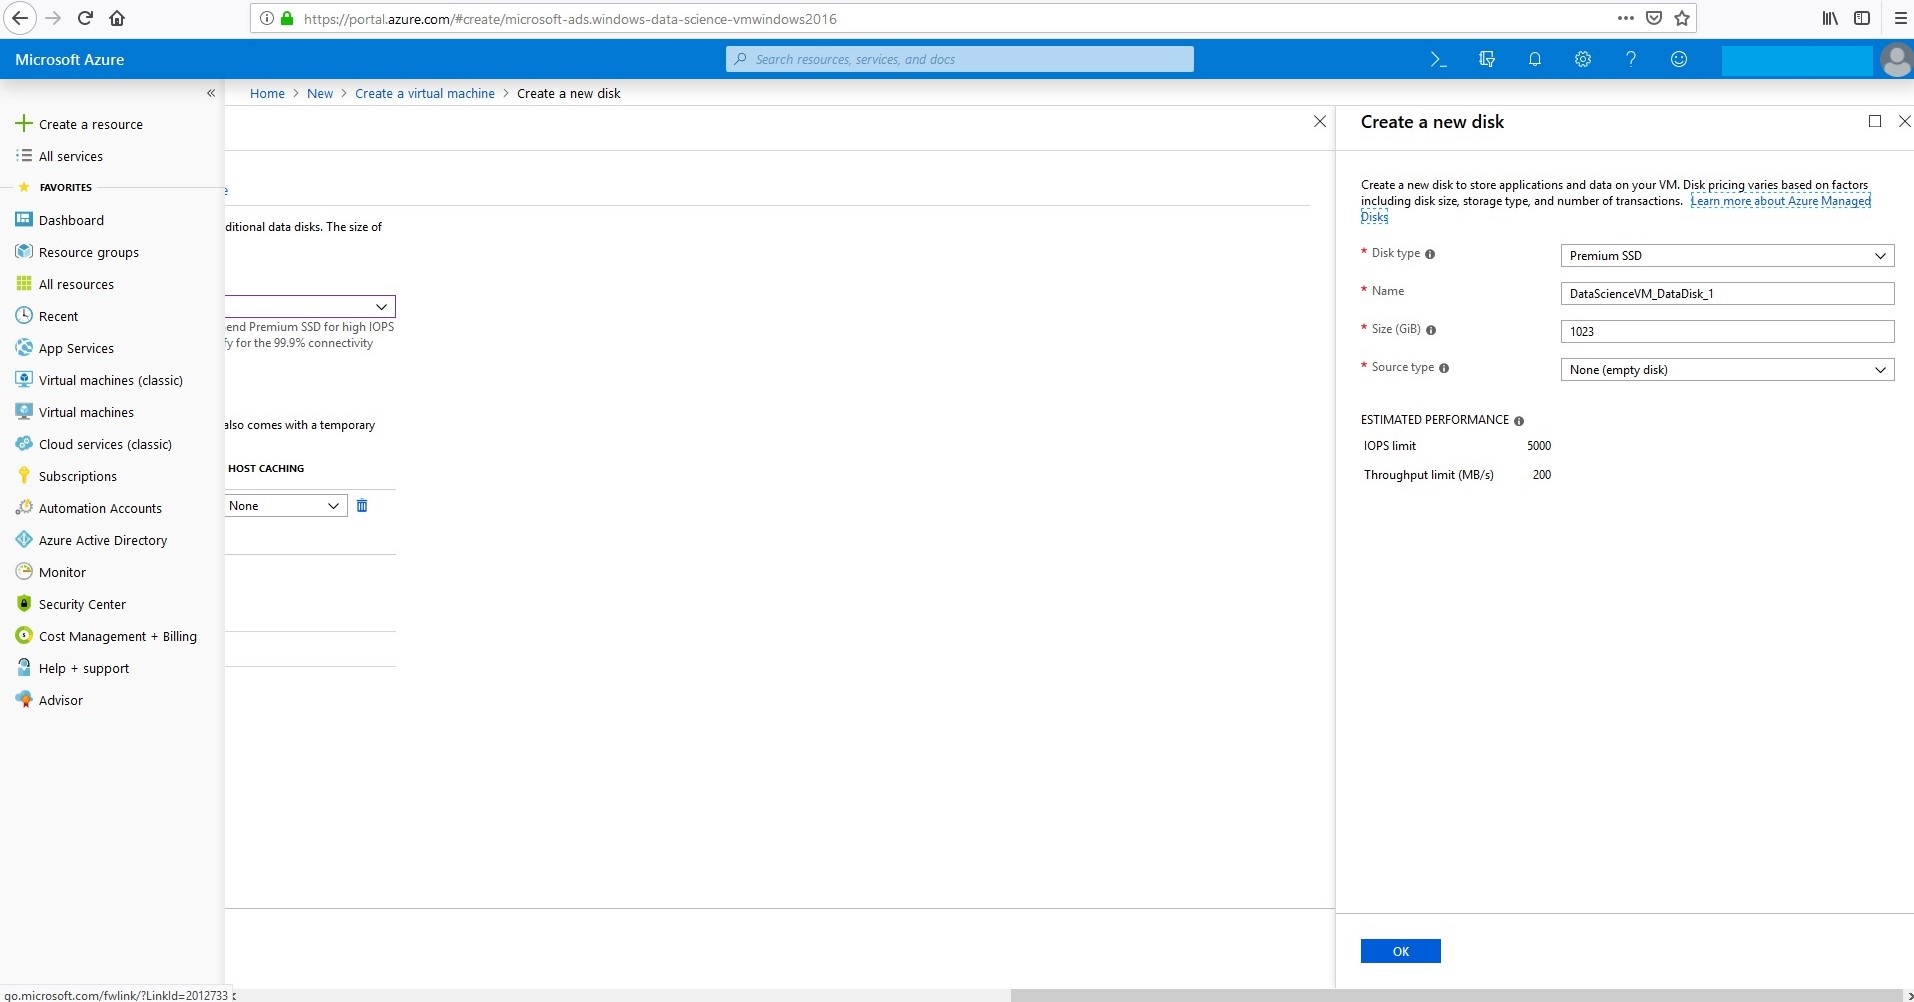 https://portal.azure.com/#create/microsoft-ads.windows-data-science-vmwindows2016
Microsoft Azure
Search resources, services, and docs
Home > New > Create a virtual machine > Create a new disk
Create a resource
All services
FAVORITES
Dashboard
Resource groups
All resources
Recent
App Services
Virtual machines (classic)
Virtual machines
Cloud services (classic)
Subscriptions
Automation Accounts
Azure Active Directory
Monitor
Security Center
Cost Management + Billing
Help + support
Advisor
go.microsoft.com/fwlink/?LinkId=2012733
ditional data disks. The size of
end Premium SSD for high IOPS
fy for the 99.9% connectivity
also comes with a temporary
HOST CACHING
None
Create a new disk
Create a new disk to store applications and data on your VM. Disk pricing varies based on factors
including disk size, storage type, and number of transactions. Learn more about Azure Managed
Disks
* Disk type
Premium SSD
* Name
DataScienceVM_DataDisk_1
* Size (GiB)
1023
* Source type
None (empty disk)
ESTIMATED PERFORMANCE
IOPS limit 5000
Throughput limit (MB/s) 200
OK